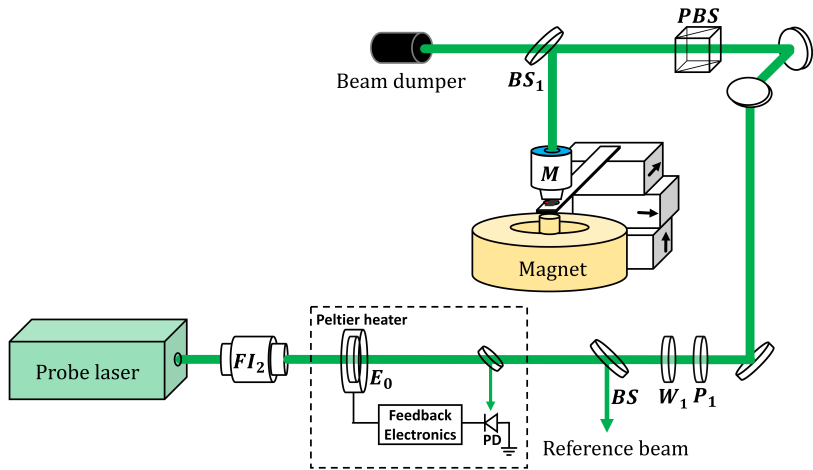 PBS
Beam dumper
BS₁
M
Magnet
Peltier heater
Probe laser
FI₂
E₀
Feedback
Electronics
PD
BS
W₁
P₁
Reference beam